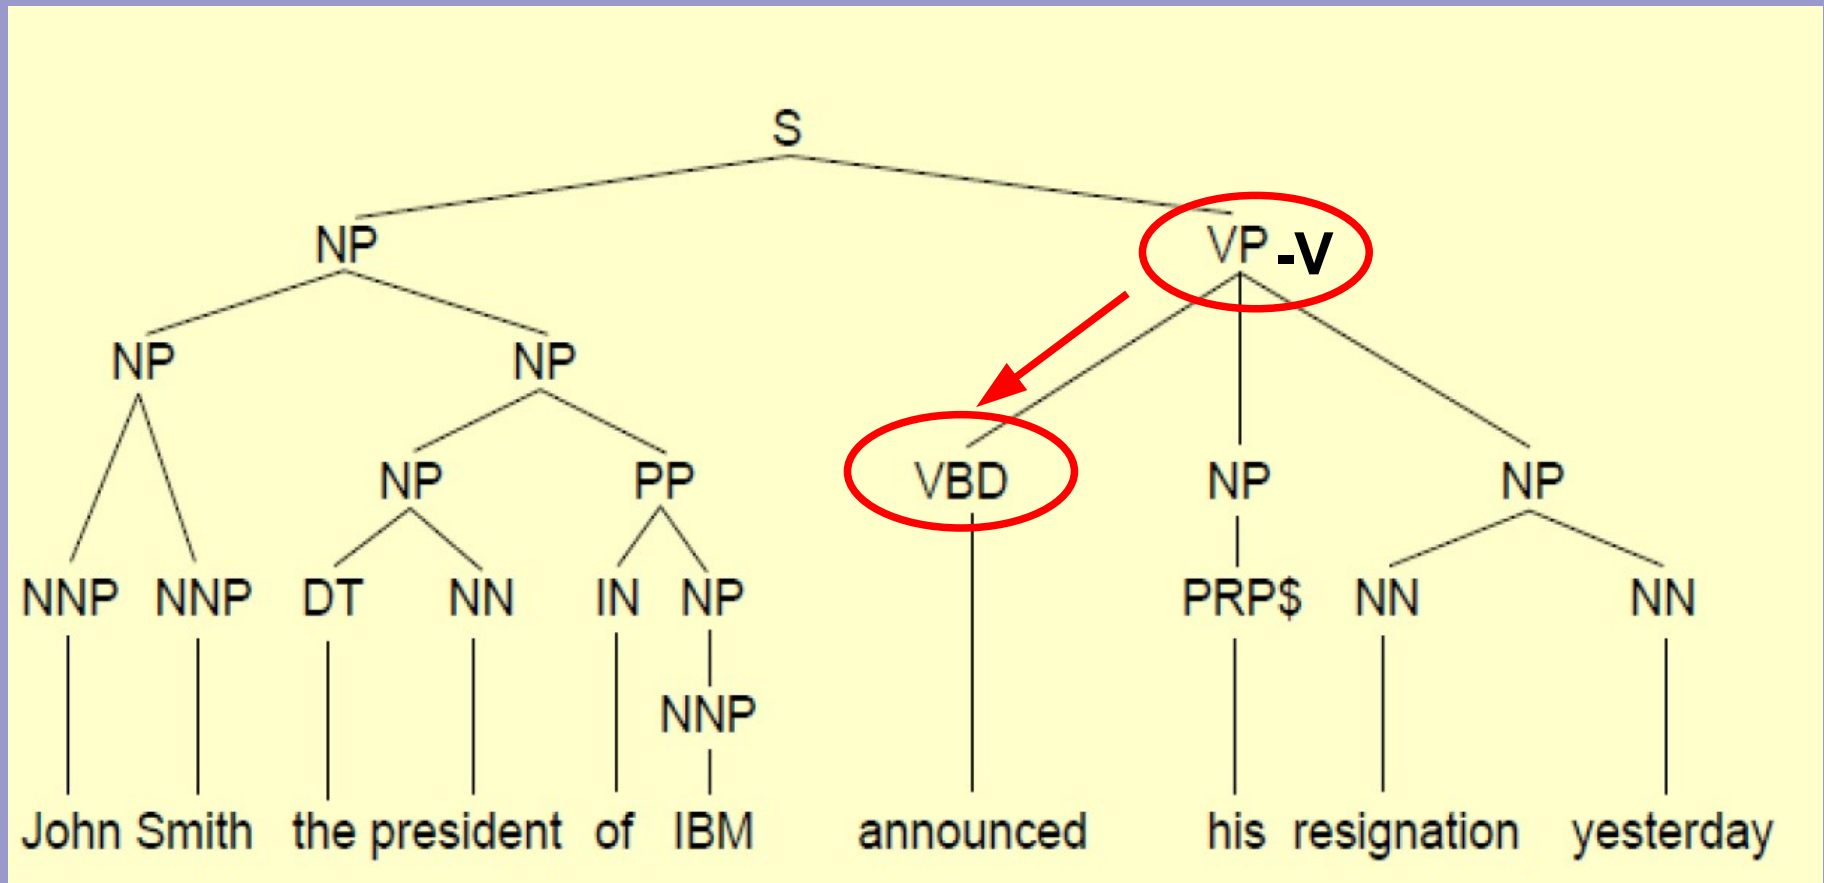 S
NP VP -V
NP NP
NP PP VBD NP NP
NNP NNP DT NN IN NP PRP$ NN NN
NNP
John Smith the president of IBM announced his resignation yesterday